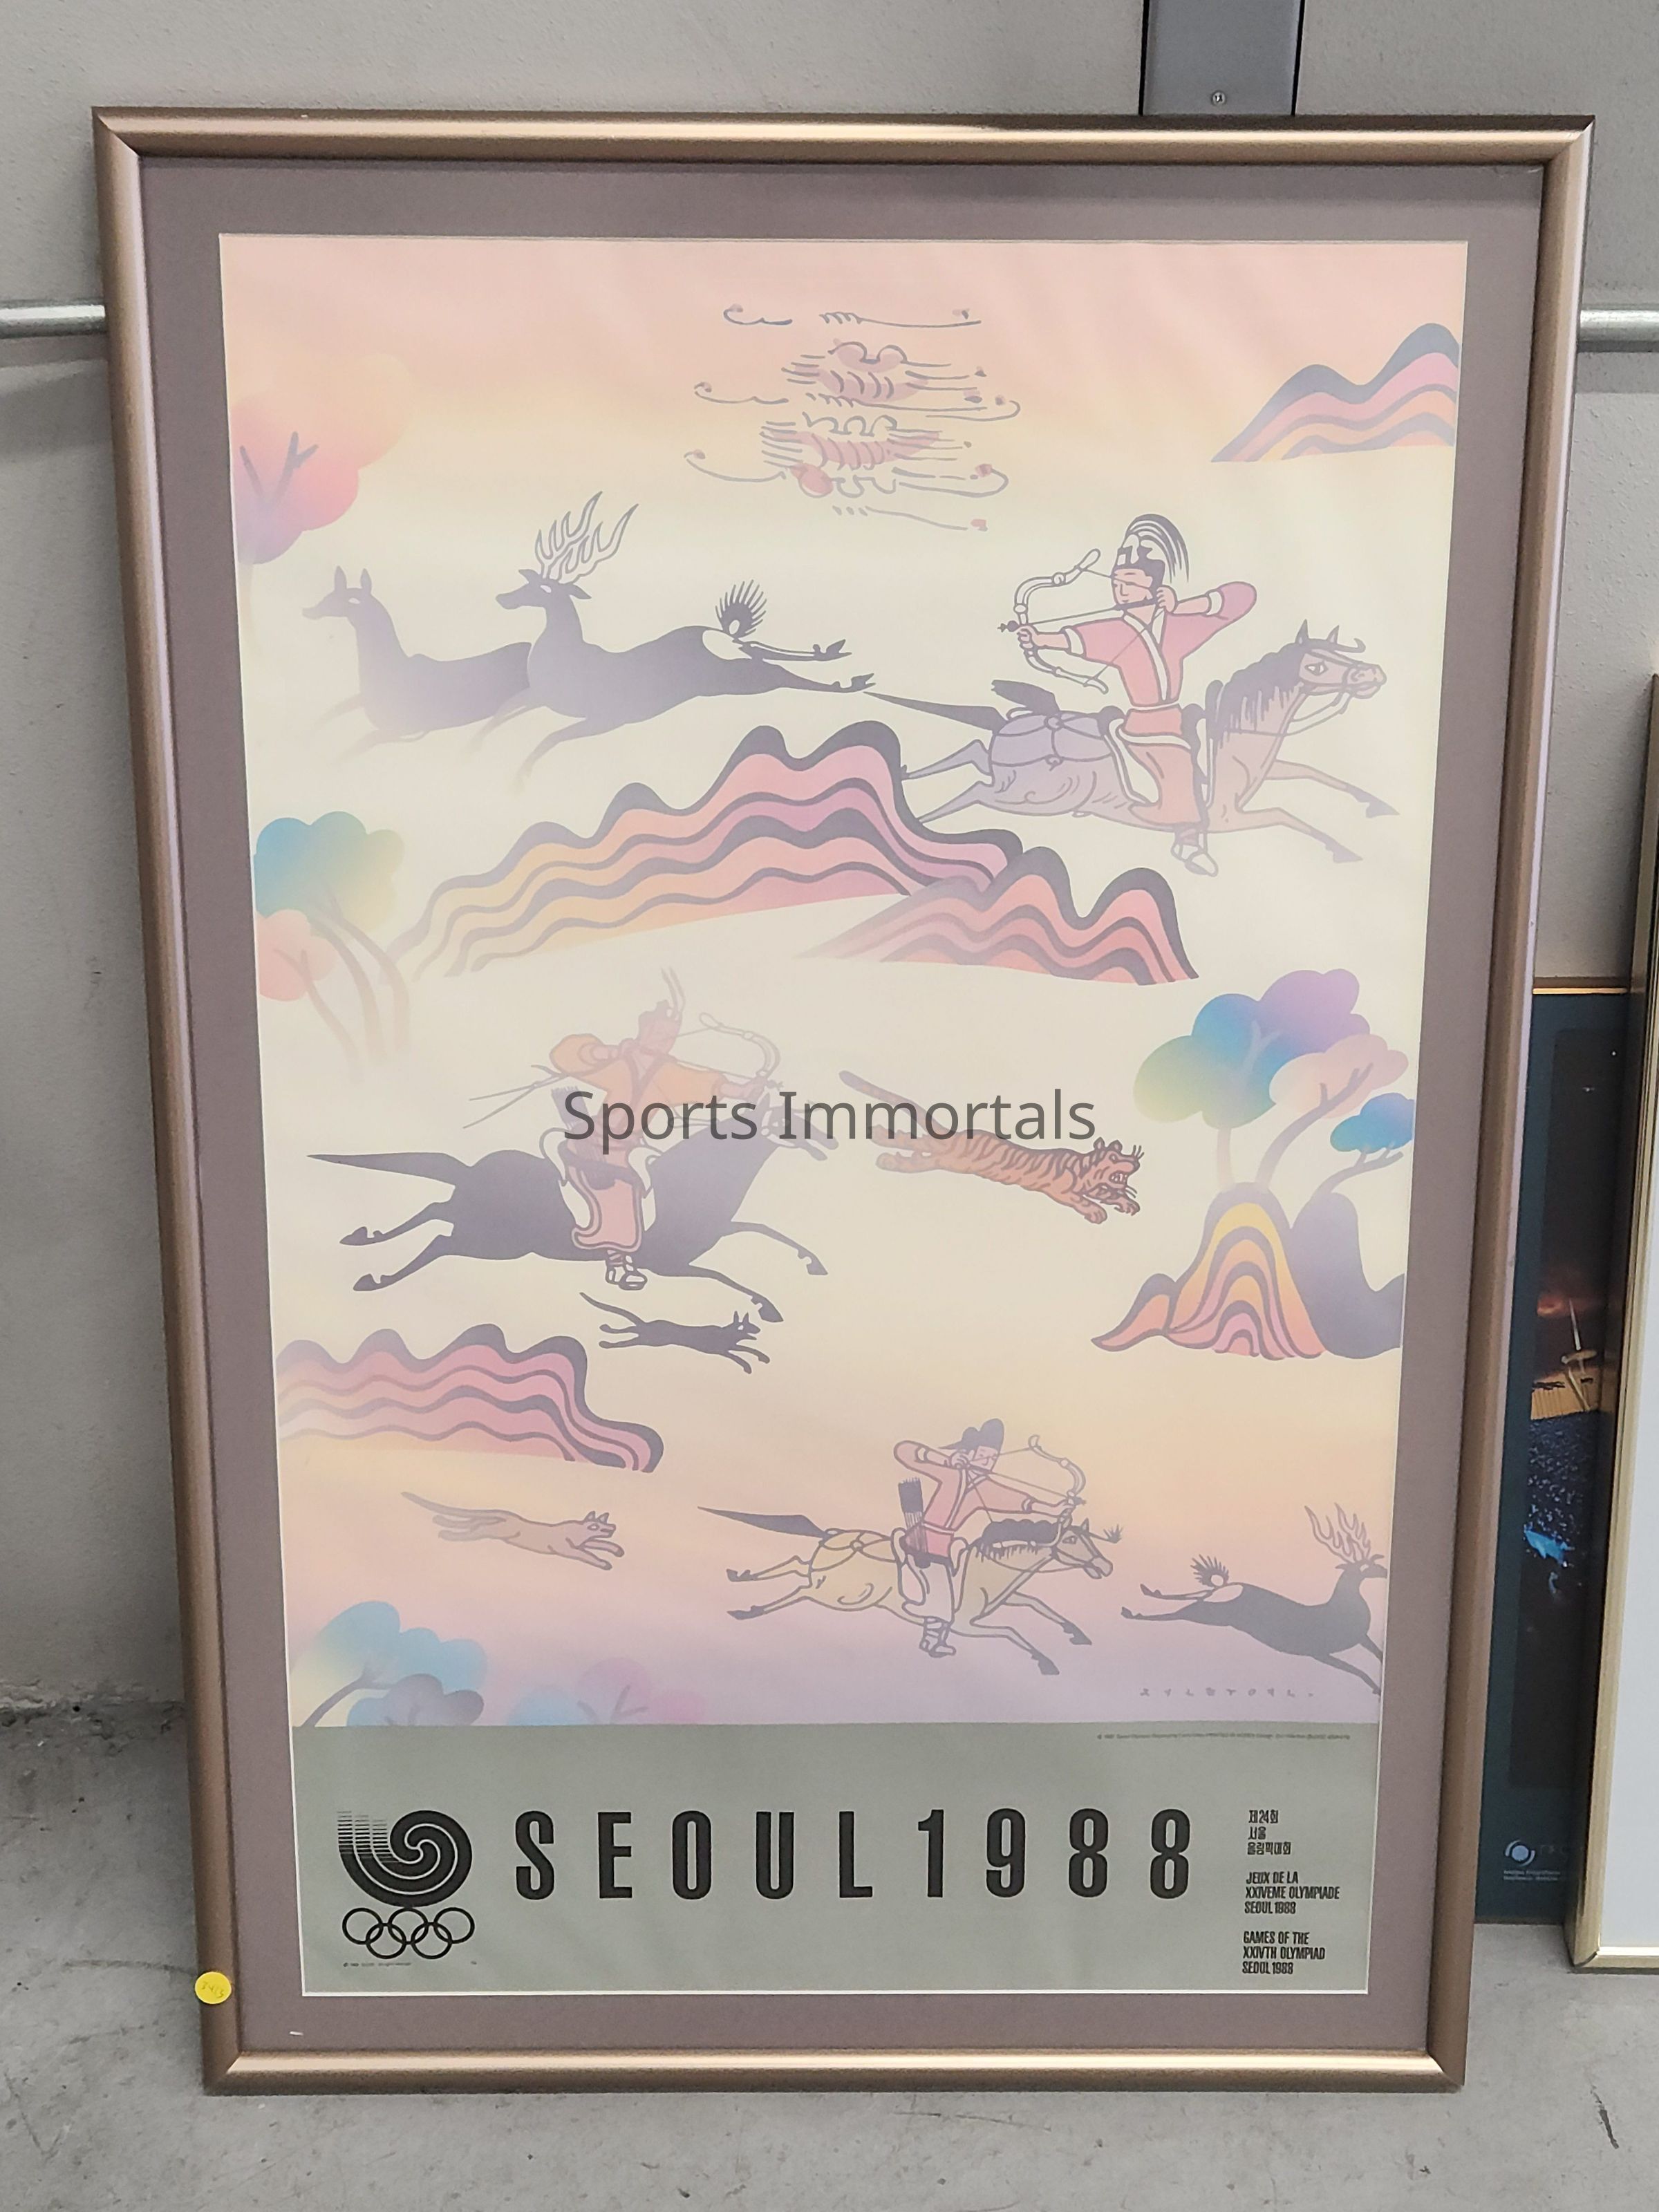 Sports Immortals
SEOUL 1988
제24회
서울
올림픽대회
JEUX DE LA
XXIVEME OLYMPIADE
SEOUL 1988
GAMES OF THE
XXIVTH OLYMPIAD
SEOUL 1988